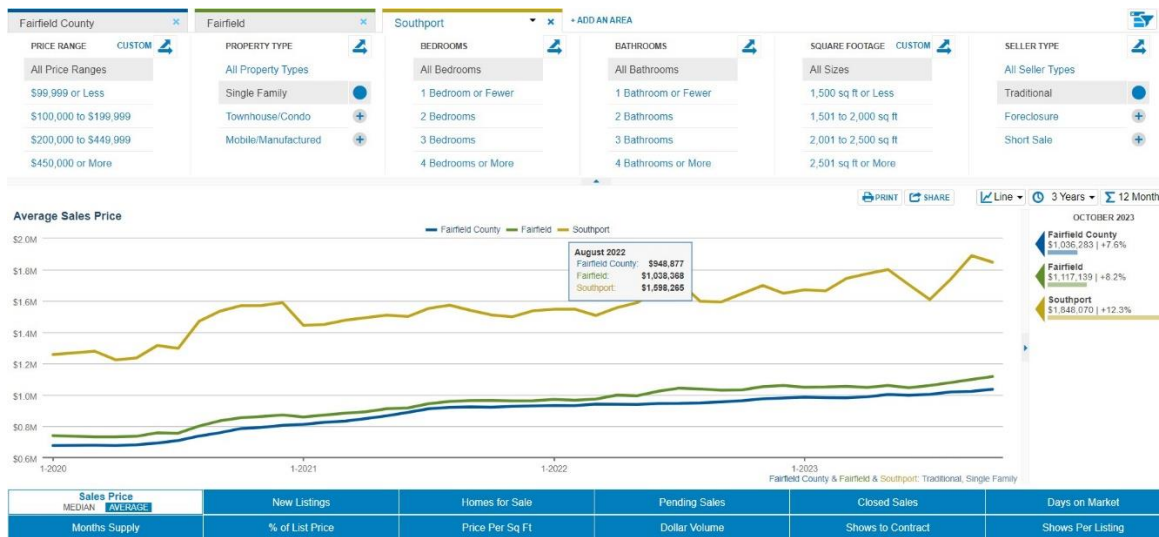 Fairfield County ×
Fairfield ×
Southport ×
+ ADD AN AREA
PRICE RANGE CUSTOM
All Price Ranges
$99,999 or Less
$100,000 to $199,999
$200,000 to $449,999
$450,000 or More
PROPERTY TYPE
All Property Types
Single Family
Townhouse/Condo +
Mobile/Manufactured +
BEDROOMS
All Bedrooms
1 Bedroom or Fewer
2 Bedrooms
3 Bedrooms
4 Bedrooms or More
BATHROOMS
All Bathrooms
1 Bathroom or Fewer
2 Bathrooms
3 Bathrooms
4 Bathrooms or More
SQUARE FOOTAGE CUSTOM
All Sizes
1,500 sq ft or Less
1,501 to 2,000 sq ft
2,001 to 2,500 sq ft
2,501 sq ft or More
SELLER TYPE
All Seller Types
Traditional
Foreclosure +
Short Sale +
PRINT SHARE Line 3 Years Σ 12 Month
Average Sales Price
Fairfield County Fairfield Southport
$2.0M
$1.8M
$1.6M
$1.4M
$1.2M
$1.0M
$0.8M
$0.6M
August 2022
Fairfield County: $948,877
Fairfield: $1,038,368
Southport: $1,598,265
1-2020 1-2021 1-2022 1-2023
Fairfield County & Fairfield & Southport: Traditional, Single Family
OCTOBER 2023
Fairfield County
$1,036,283 | +7.6%
Fairfield
$1,117,139 | +8.2%
Southport
$1,848,070 | +12.3%
Sales Price
MEDIAN AVERAGE
New Listings
Homes for Sale
Pending Sales
Closed Sales
Days on Market
Months Supply
% of List Price
Price Per Sq Ft
Dollar Volume
Shows to Contract
Shows Per Listing